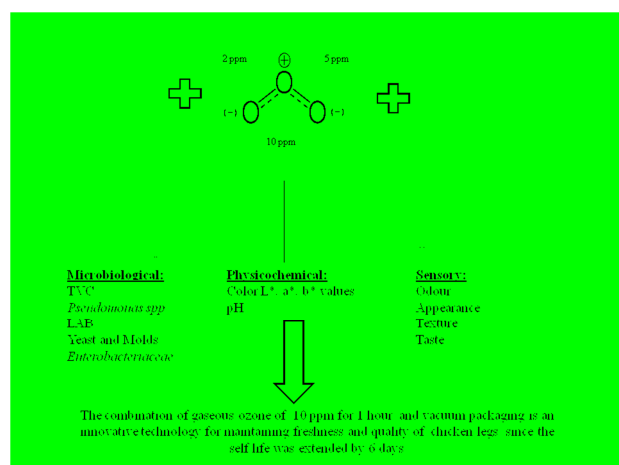 2 ppm 5 ppm
(-) (-)
10 ppm
Microbiological: Physicochemical: Sensory:
TVC Color L*, a*, b* values Odour
Pseudomonas spp pH Appearance
LAB Texture
Yeast and Molds Taste
Enterobacteriaceae
The combination of gaseous ozone of 10 ppm for 1 hour and vacuum packaging is an
innovative technology for maintaining freshness and quality of chicken legs since the
self life was extended by 6 days